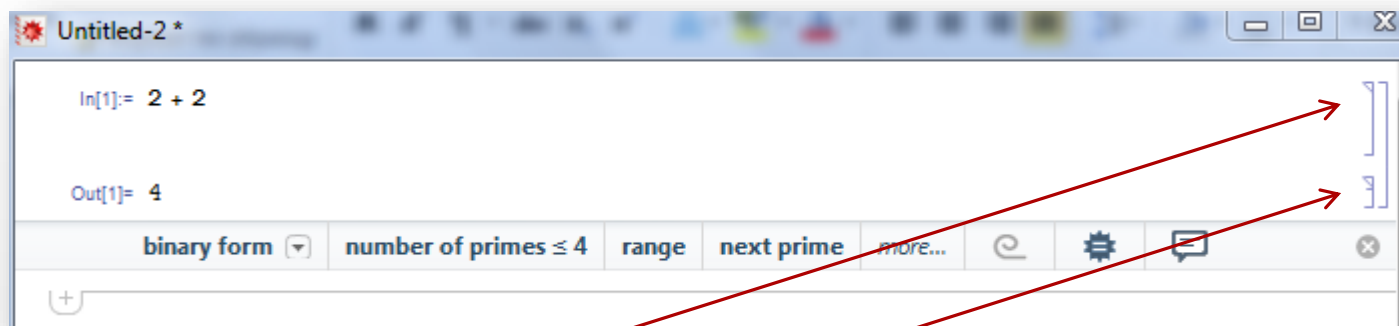 Untitled-2 *
In[1]:= 2 + 2
Out[1]= 4
binary form number of primes ≤ 4 range next prime more...